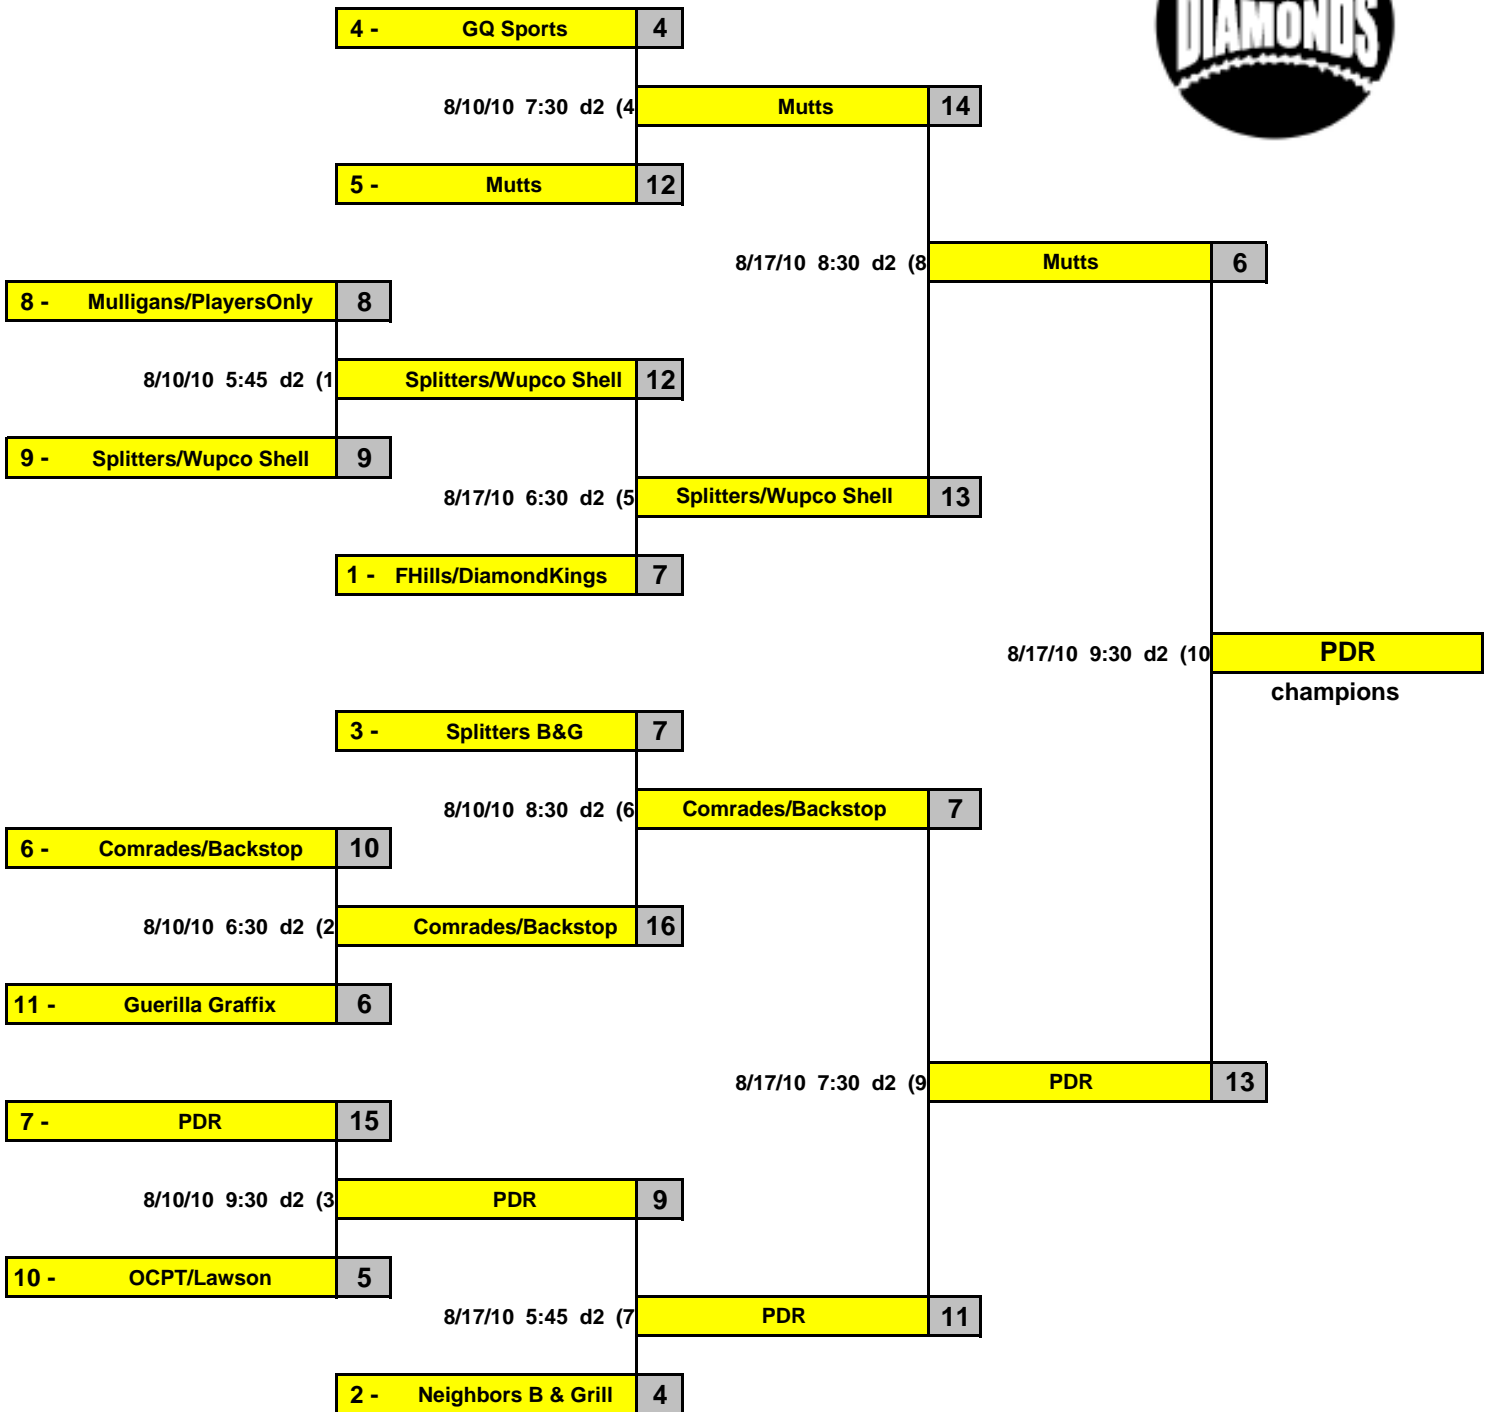 DIAMONDS
4 - GQ Sports 4
8/10/10 7:30 d2 (4 Mutts 14
5 - Mutts 12
8/17/10 8:30 d2 (8 Mutts 6
8 - Mulligans/PlayersOnly 8
8/10/10 5:45 d2 (1 Splitters/Wupco Shell 12
9 - Splitters/Wupco Shell 9
8/17/10 6:30 d2 (5 Splitters/Wupco Shell 13
1 - FHills/DiamondKings 7
8/17/10 9:30 d2 (10 PDR
champions
3 - Splitters B&G 7
8/10/10 8:30 d2 (6 Comrades/Backstop 7
6 - Comrades/Backstop 10
8/10/10 6:30 d2 (2 Comrades/Backstop 16
11 - Guerilla Graffix 6
8/17/10 7:30 d2 (9 PDR 13
7 - PDR 15
8/10/10 9:30 d2 (3 PDR 9
10 - OCPT/Lawson 5
8/17/10 5:45 d2 (7 PDR 11
2 - Neighbors B & Grill 4